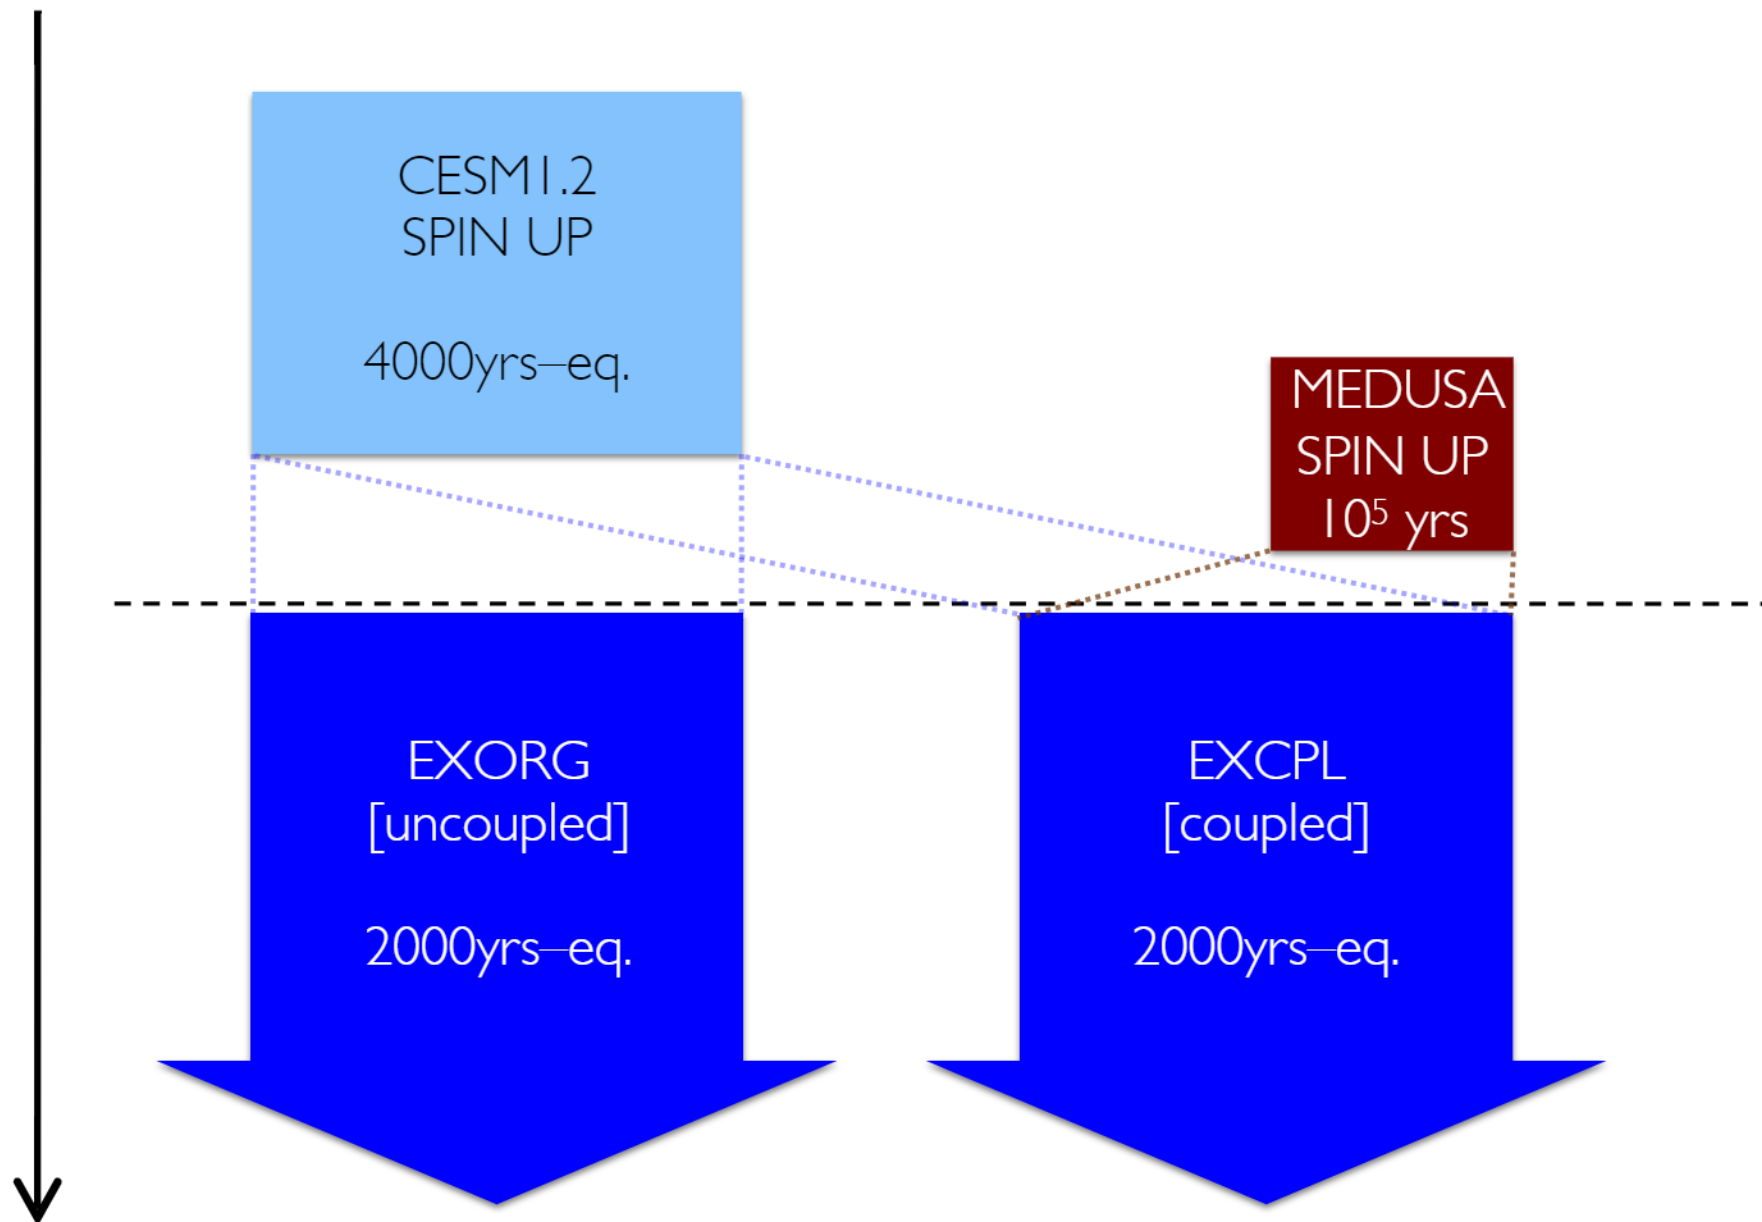 CESM1.2
SPIN UP
4000yrs–eq.
MEDUSA
SPIN UP
10⁵ yrs
EXORG
[uncoupled]
2000yrs–eq.
EXCPL
[coupled]
2000yrs–eq.